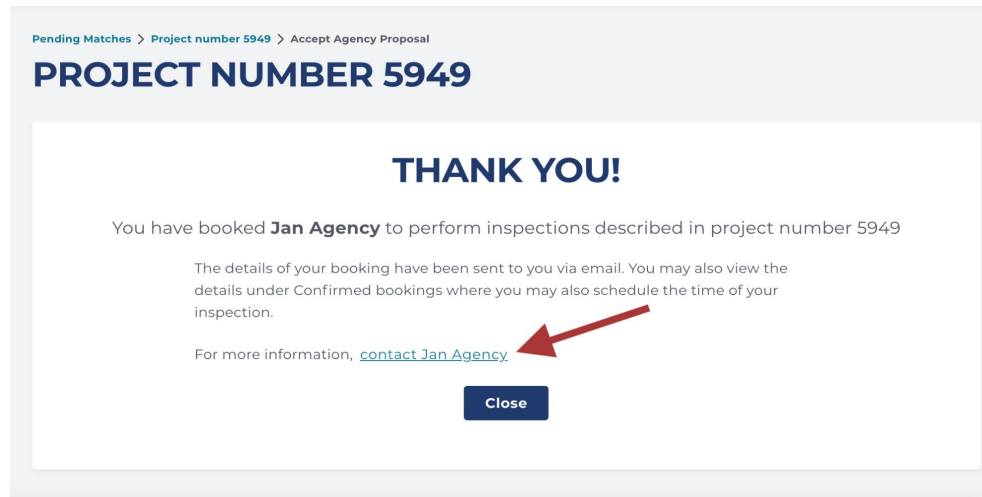 Pending Matches > Project number 5949 > Accept Agency Proposal
PROJECT NUMBER 5949
THANK YOU!
You have booked Jan Agency to perform inspections described in project number 5949
The details of your booking have been sent to you via email. You may also view the
details under Confirmed bookings where you may also schedule the time of your
inspection.
For more information, contact Jan Agency
Close